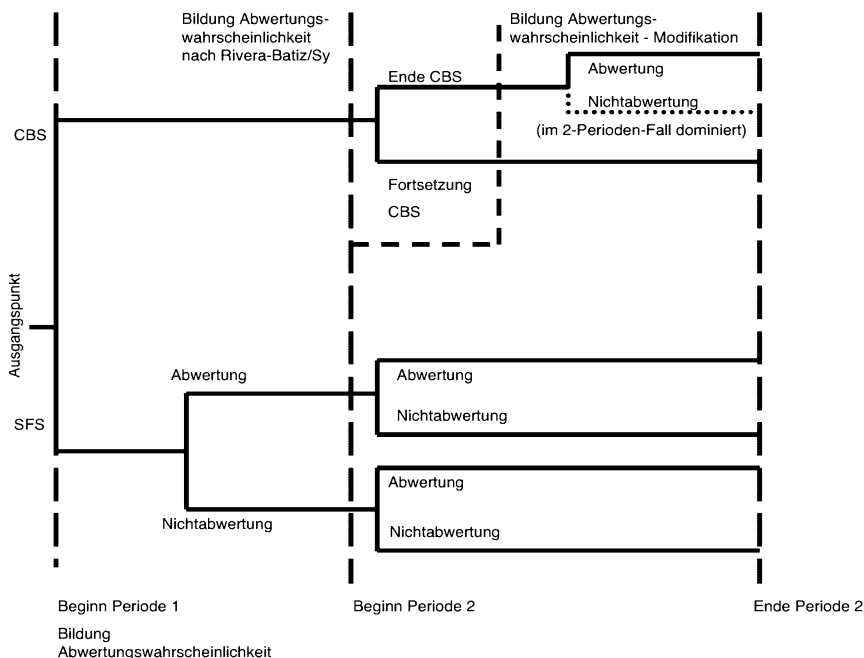 Bildung Abwertungs-
wahrscheinlichkeit
nach Rivera-Batiz/Sy
Bildung Abwertungs-
wahrscheinlichkeit - Modifikation
Ende CBS
Abwertung
Nichtabwertung
(im 2-Perioden-Fall dominiert)
CBS
Fortsetzung
CBS
Ausgangspunkt
Abwertung
Abwertung
Nichtabwertung
SFS
Abwertung
Nichtabwertung
Nichtabwertung
Beginn Periode 1
Beginn Periode 2
Ende Periode 2
Bildung
Abwertungswahrscheinlichkeit